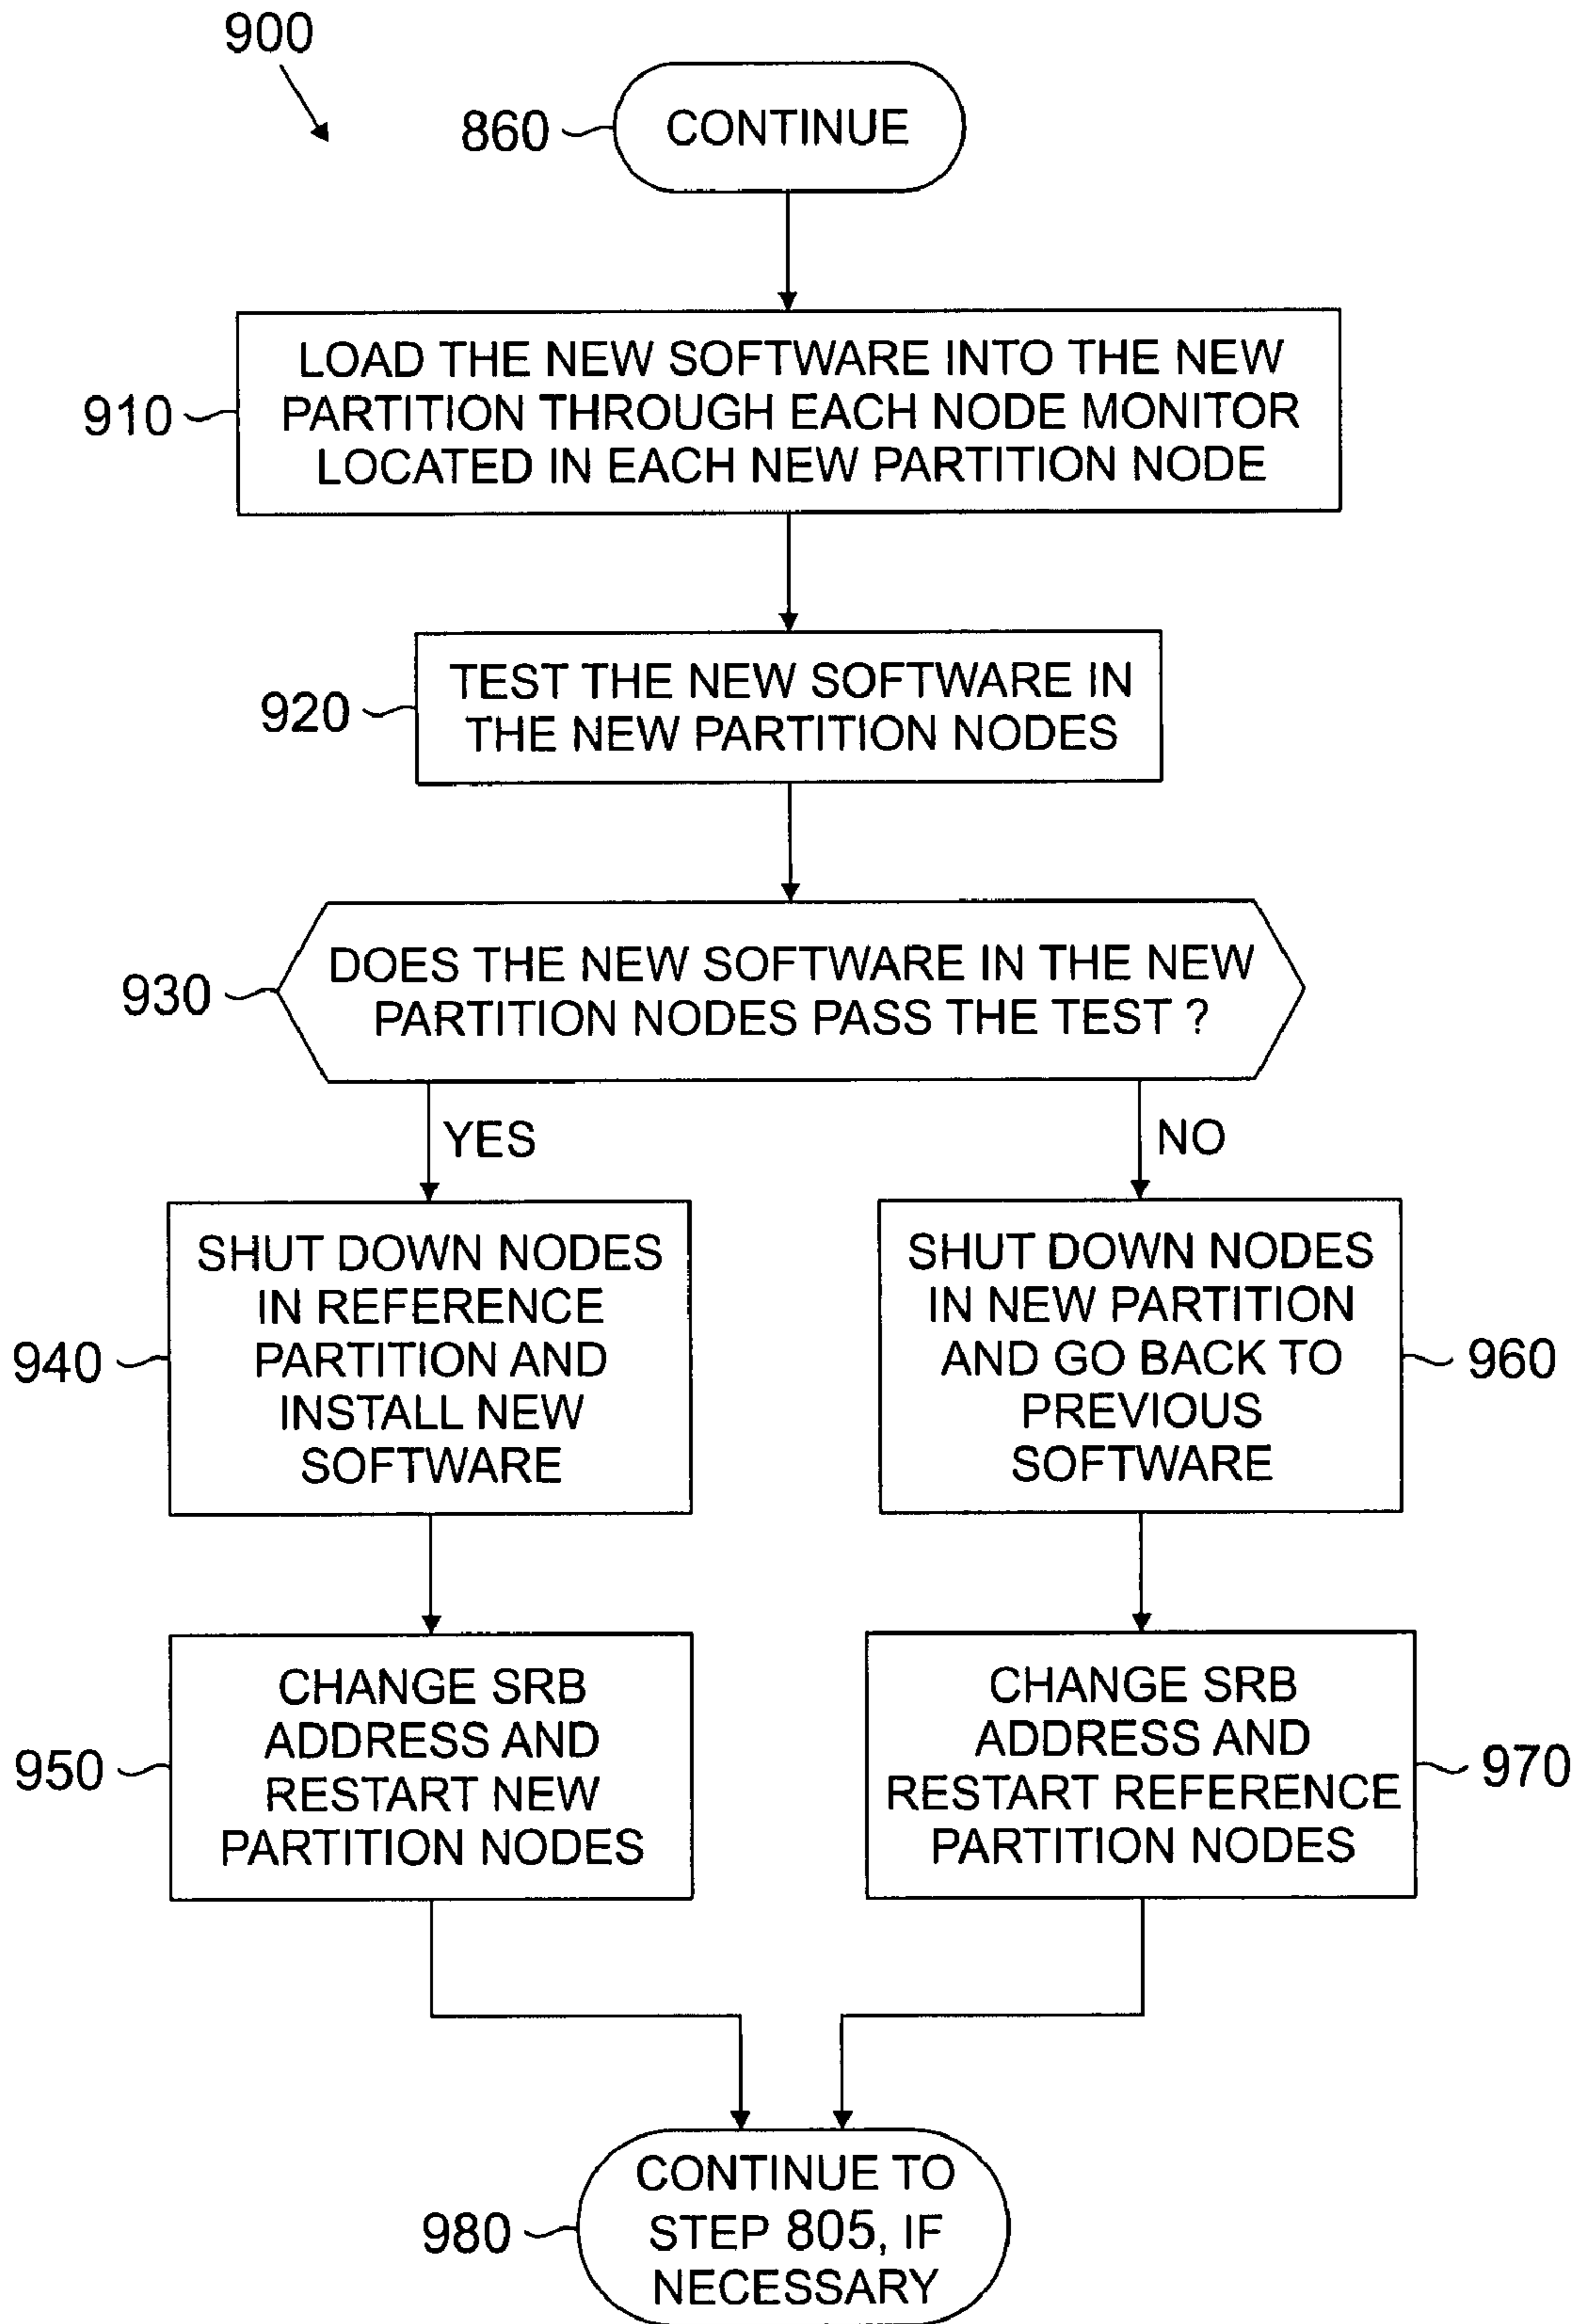 900
860
CONTINUE
910
LOAD THE NEW SOFTWARE INTO THE NEW
PARTITION THROUGH EACH NODE MONITOR
LOCATED IN EACH NEW PARTITION NODE
920
TEST THE NEW SOFTWARE IN
THE NEW PARTITION NODES
930
DOES THE NEW SOFTWARE IN THE NEW
PARTITION NODES PASS THE TEST ?
YES
NO
940
SHUT DOWN NODES
IN REFERENCE
PARTITION AND
INSTALL NEW
SOFTWARE
SHUT DOWN NODES
IN NEW PARTITION
AND GO BACK TO
PREVIOUS
SOFTWARE
960
950
CHANGE SRB
ADDRESS AND
RESTART NEW
PARTITION NODES
CHANGE SRB
ADDRESS AND
RESTART REFERENCE
PARTITION NODES
970
980
CONTINUE TO
STEP 805, IF
NECESSARY